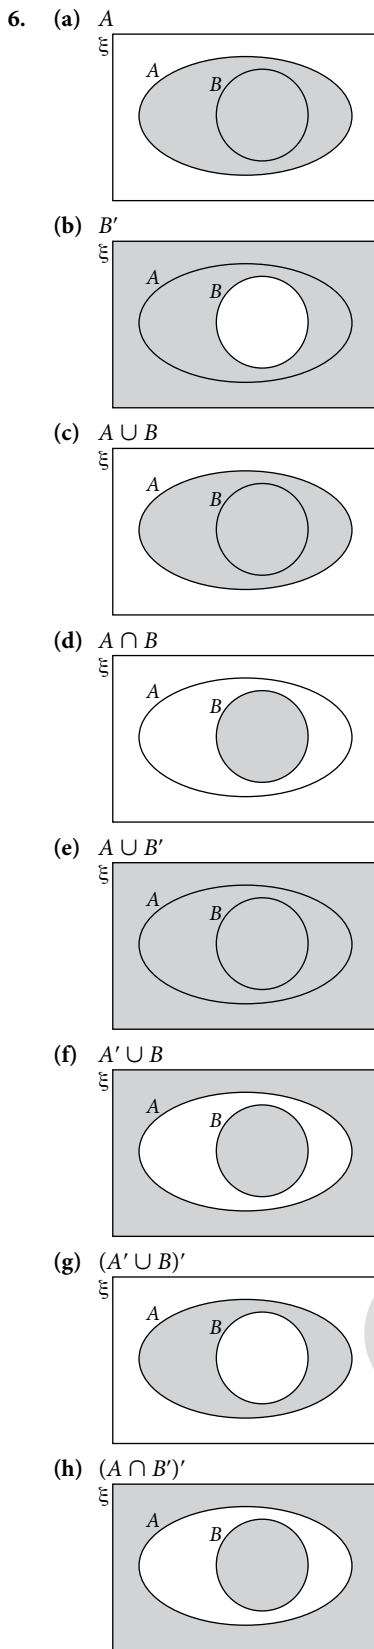 6. (a) A
ξ
A
B
(b) B′
ξ
A
B
(c) A ∪ B
ξ
A
B
(d) A ∩ B
ξ
A
B
(e) A ∪ B′
ξ
A
B
(f) A′ ∪ B
ξ
A
B
(g) (A′ ∪ B)′
ξ
A
B
(h) (A ∩ B′)′
ξ
A
B